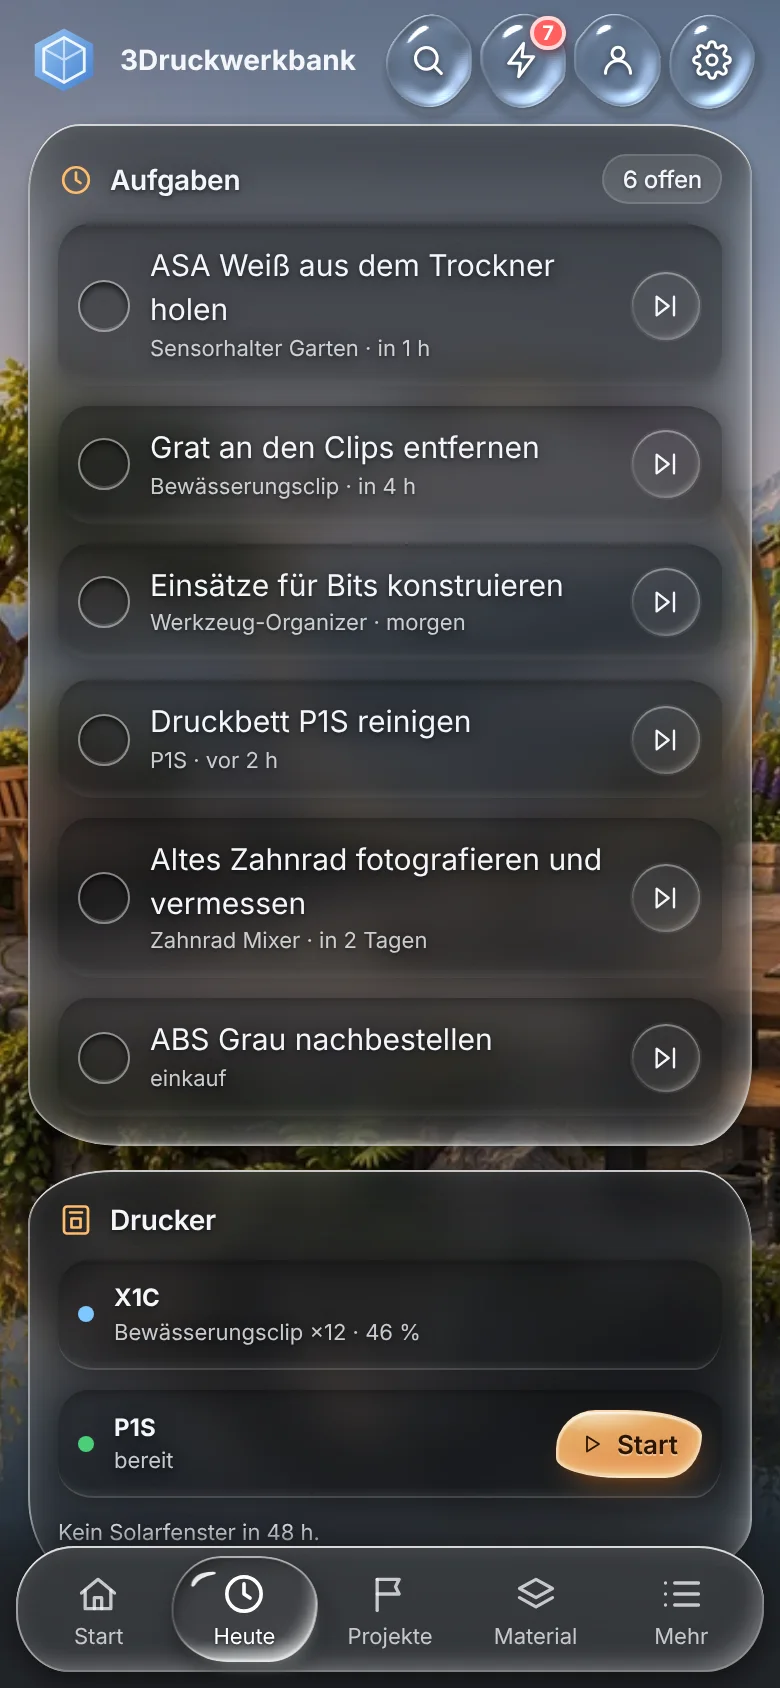 3Druckwerkbank
7
Aufgaben
6 offen
ASA Weiß aus dem Trockner
holen
Sensorhalter Garten · in 1 h
Grat an den Clips entfernen
Bewässerungsclip · in 4 h
Einsätze für Bits konstruieren
Werkzeug-Organizer · morgen
Druckbett P1S reinigen
P1S · vor 2 h
Altes Zahnrad fotografieren und
vermessen
Zahnrad Mixer · in 2 Tagen
ABS Grau nachbestellen
einkauf
Drucker
X1C
Bewässerungsclip ×12 · 46 %
P1S
bereit
Start
Kein Solarfenster in 48 h.
Start
Heute
Projekte
Material
Mehr